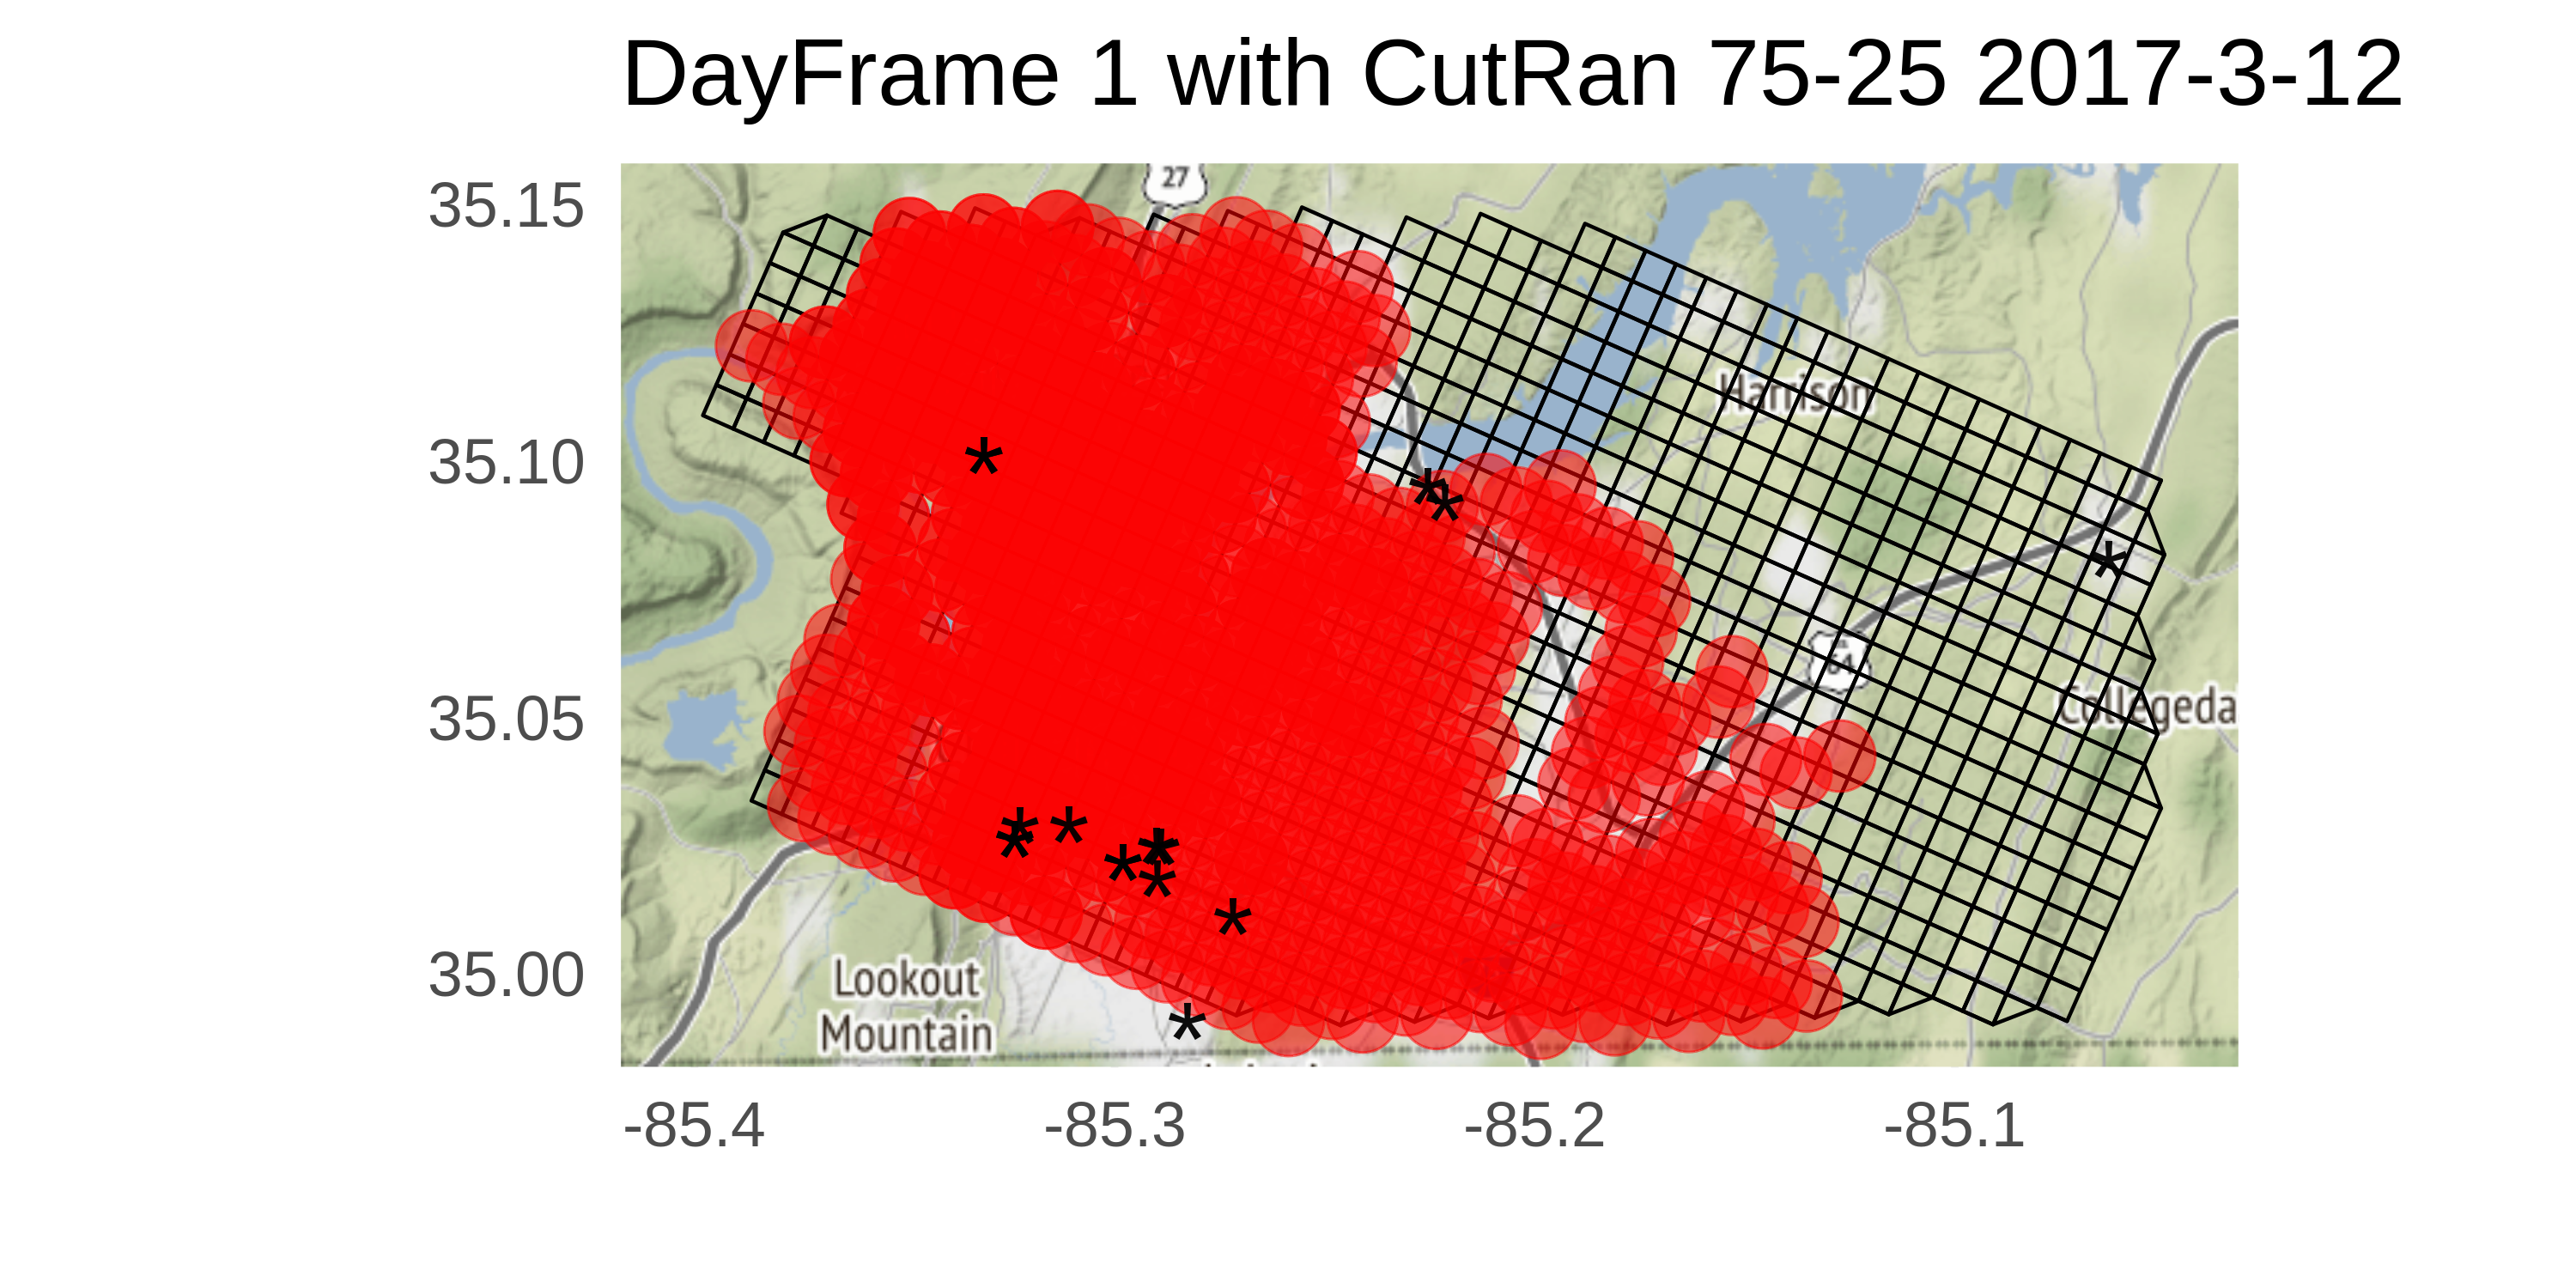 DayFrame 1 with CutRan 75-25 2017-3-12
35.15
27
35.10
Harrison
35.05
64
Collegeda
35.00
Lookout
Mountain
-85.4 -85.3 -85.2 -85.1